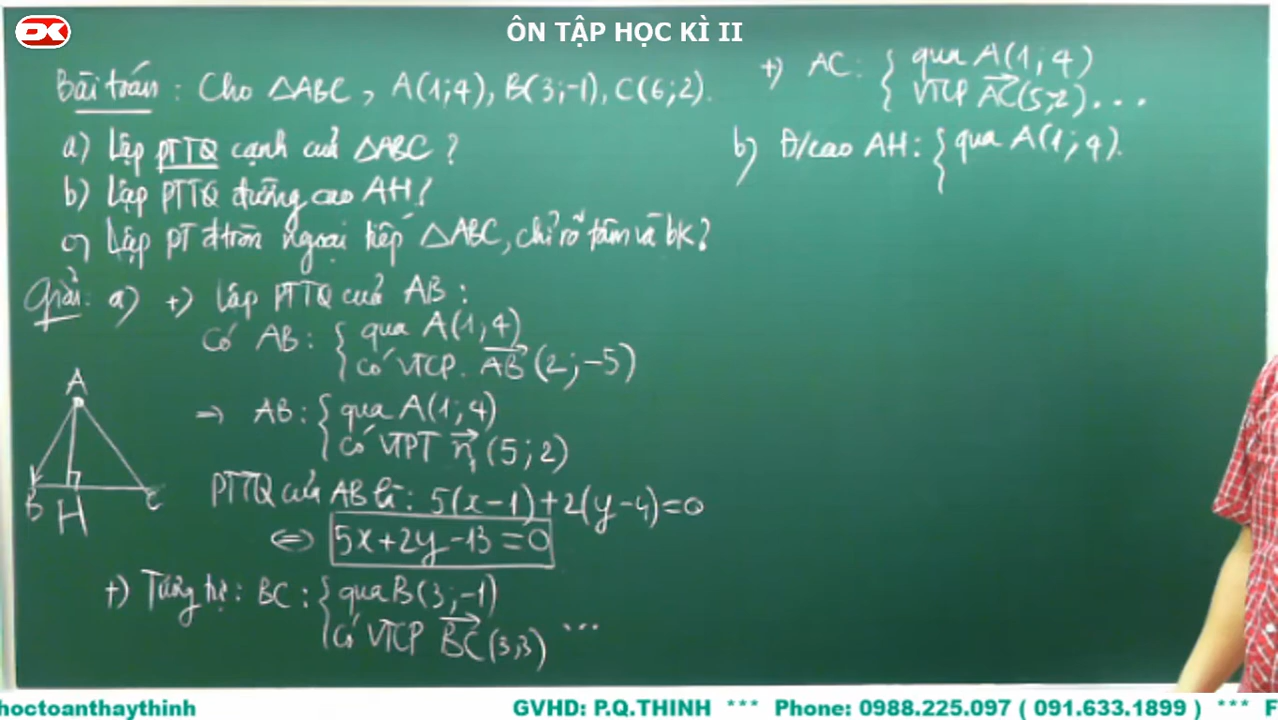 DK
ÔN TẬP HỌC KÌ II
Bài toán : Cho ΔABC , A(1;4), B(3;-1), C(6;2).
a) Lập PTTQ cạnh của ΔABC ?
b) Lập PTTQ đường cao AH?
c) Lập PT đtròn ngoại tiếp ΔABC, chỉ rõ tâm và bk?
Giải: a) +) Lập PTTQ của AB :
Có AB : { qua A(1;4)
có VTCP. AB→ (2;-5)
→ AB : { qua A(1;4)
có VTPT n→₁ (5;2)
A
B H C
PTTQ của AB là : 5(x-1)+2(y-4)=0
⇔ 5x+2y-13=0
+) Tương tự : BC : { qua B(3;-1)
có VTCP BC→(3;3) ...
+) AC : { qua A(1;4)
VTCP AC→(5;-2) ...
b) Đ/cao AH : { qua A(1;4).
hoctoanthaythinh
GVHD: P.Q.THINH *** Phone: 0988.225.097 ( 091.633.1899 ) *** F